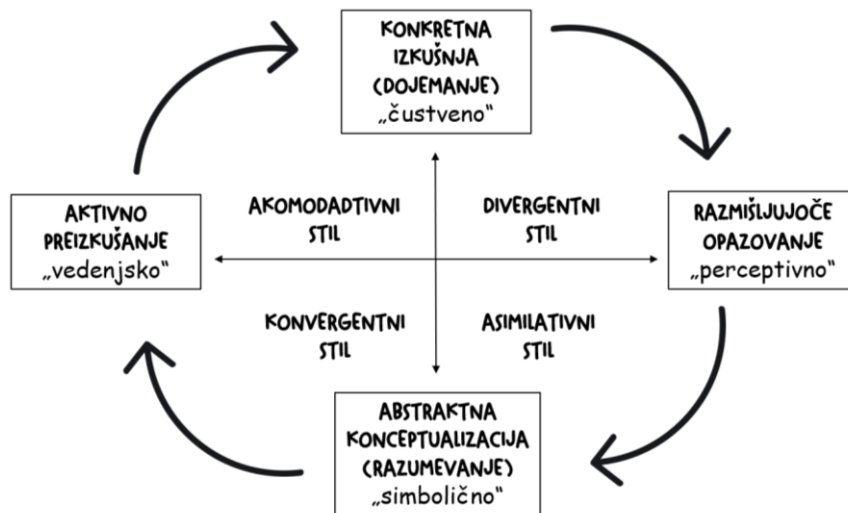 KONKRETNA
IZKUŠNJA
(DOJEMANJE)
„čustveno“
AKTIVNO
PREIZKUŠANJE
„vedenjsko“
AKOMODADTIVNI
STIL
DIVERGENTNI
STIL
RAZMIŠLJUJOČE
OPAZOVANJE
„perceptivno“
KONVERGENTNI
STIL
ASIMILATIVNI
STIL
ABSTRAKTNA
KONCEPTUALIZACIJA
(RAZUMEVANJE)
„simbolično“